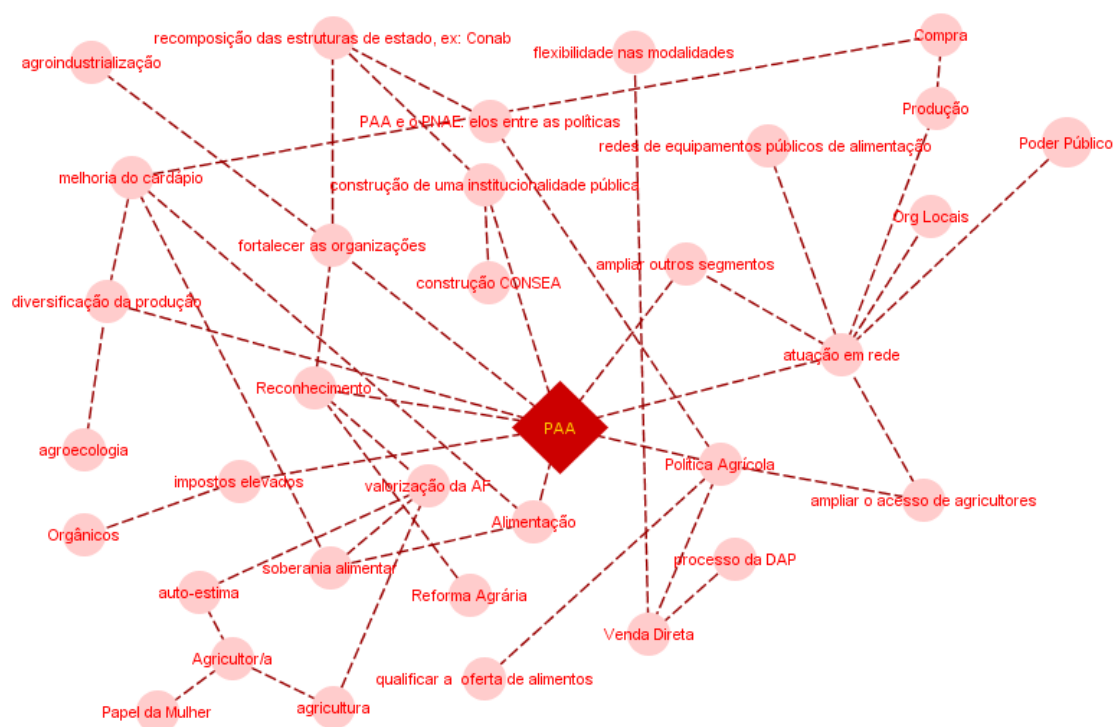 recomposição das estruturas de estado, ex: Conab
flexibilidade nas modalidades
Compra
agroindustrialização
Produção
PAA e o PNAE: elos entre as políticas
redes de equipamentos públicos de alimentação
Poder Público
melhoria do cardápio
construção de uma institucionalidade pública
Org Locais
fortalecer as organizações
ampliar outros segmentos
construção CONSEA
diversificação da produção
atuação em rede
Reconhecimento
PAA
agroecologia
Política Agrícola
impostos elevados
valorização da AF
ampliar o acesso de agricultores
Alimentação
Orgânicos
processo da DAP
soberania alimentar
auto-estima
Reforma Agrária
Venda Direta
Agricultor/a
qualificar a oferta de alimentos
Papel da Mulher
agricultura